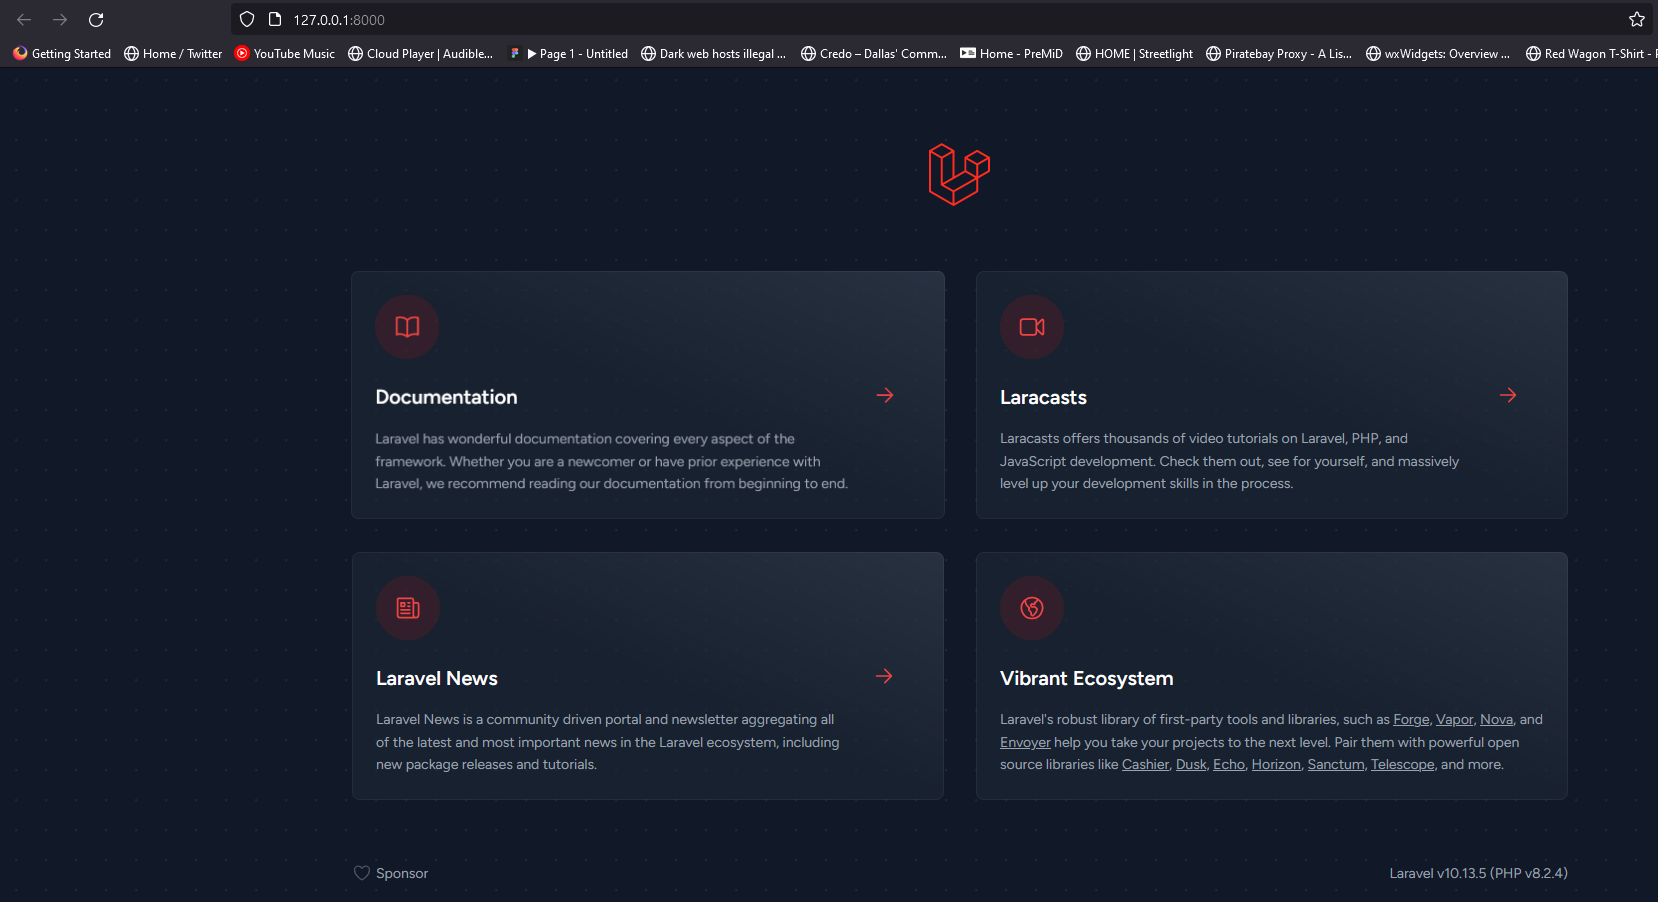 127.0.0.1:8000
Getting Started Home / Twitter YouTube Music Cloud Player | Audible... Page 1 - Untitled Dark web hosts illegal ... Credo – Dallas' Comm... Home - PreMiD HOME | Streetlight Piratebay Proxy - A Lis... wxWidgets: Overview ... Red Wagon T-Shirt -
Documentation
Laravel has wonderful documentation covering every aspect of the
framework. Whether you are a newcomer or have prior experience with
Laravel, we recommend reading our documentation from beginning to end.
Laracasts
Laracasts offers thousands of video tutorials on Laravel, PHP, and
JavaScript development. Check them out, see for yourself, and massively
level up your development skills in the process.
Laravel News
Laravel News is a community driven portal and newsletter aggregating all
of the latest and most important news in the Laravel ecosystem, including
new package releases and tutorials.
Vibrant Ecosystem
Laravel's robust library of first-party tools and libraries, such as Forge, Vapor, Nova, and
Envoyer help you take your projects to the next level. Pair them with powerful open
source libraries like Cashier, Dusk, Echo, Horizon, Sanctum, Telescope, and more.
Sponsor
Laravel v10.13.5 (PHP v8.2.4)